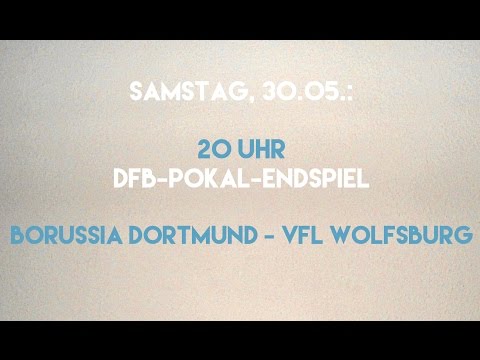 SAMSTAG, 30.05.:
20 UHR
DFB-POKAL-ENDSPIEL
BORUSSIA DORTMUND - VFL WOLFSBURG